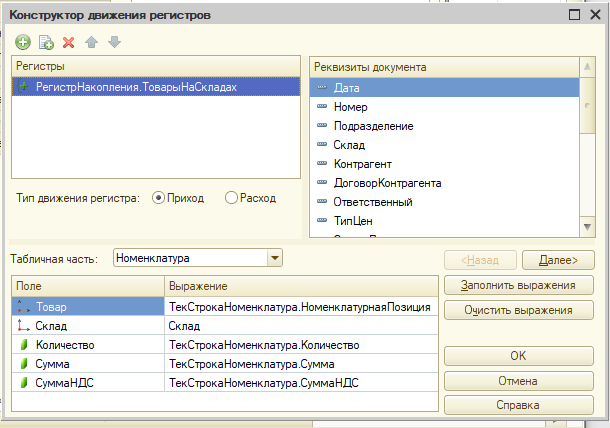 Конструктор движения регистров
Регистры
РегистрНакопления.ТоварыНаСкладах
Тип движения регистра:
Приход
Расход
Реквизиты документа
Дата
Номер
Подразделение
Склад
Контрагент
ДоговорКонтрагента
Ответственный
ТипЦен
Табличная часть:
Номенклатура
<Назад
Далее>
Поле
Выражение
Товар
ТекСтрокаНоменклатура.НоменклатурнаяПозиция
Склад
Склад
Количество
ТекСтрокаНоменклатура.Количество
Сумма
ТекСтрокаНоменклатура.Сумма
СуммаНДС
ТекСтрокаНоменклатура.СуммаНДС
Заполнить выражения
Очистить выражения
OK
Отмена
Справка